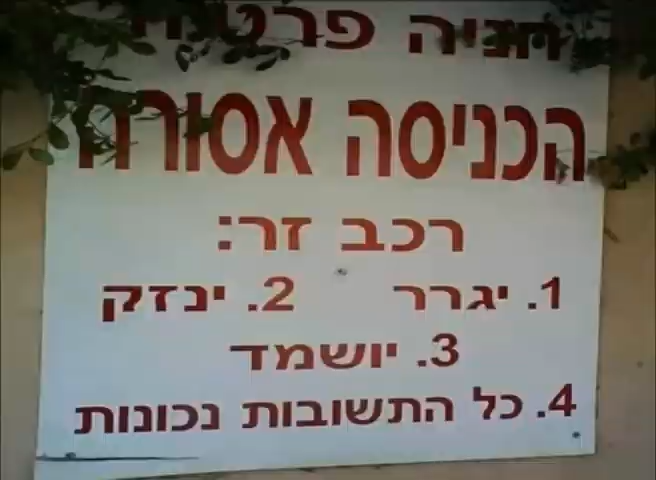 חניה פרטית
הכניסה אסורה
רכב זר:
1. יגרר 2. ינזק
3. יושמד
4. כל התשובות נכונות